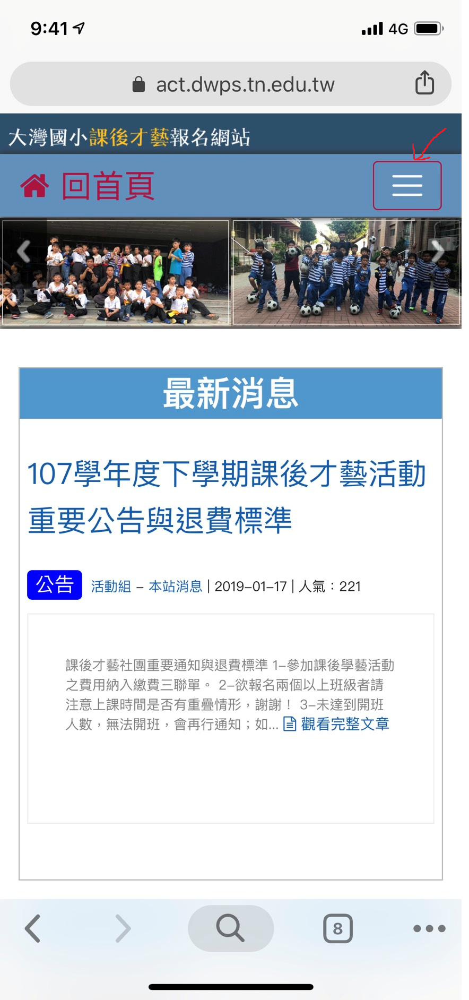 9:41
4G
act.dwps.tn.edu.tw
大灣國小課後才藝報名網站
回首頁
最新消息
107學年度下學期課後才藝活動
重要公告與退費標準
公告 活動組 - 本站消息 | 2019-01-17 | 人氣：221
課後才藝社團重要通知與退費標準 1-參加課後學藝活動
之費用納入繳費三聯單。 2-欲報名兩個以上班級者請
注意上課時間是否有重疊情形，謝謝！ 3-未達到開班
人數，無法開班，會再行通知；如... 觀看完整文章
8